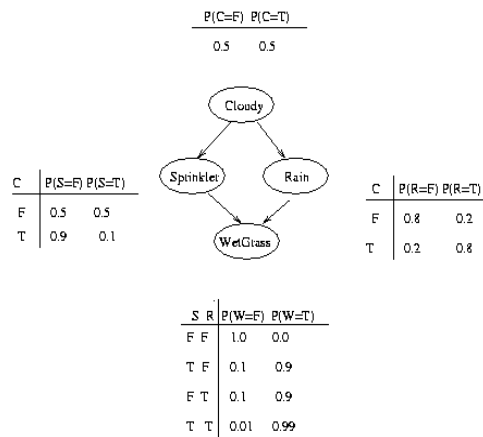 P(C=F) P(C=T)
0.5 0.5
Cloudy
Sprinkler
Rain
WetGrass
C P(S=F) P(S=T)
F 0.5 0.5
T 0.9 0.1
C P(R=F) P(R=T)
F 0.8 0.2
T 0.2 0.8
S R P(W=F) P(W=T)
F F 1.0 0.0
T F 0.1 0.9
F T 0.1 0.9
T T 0.01 0.99